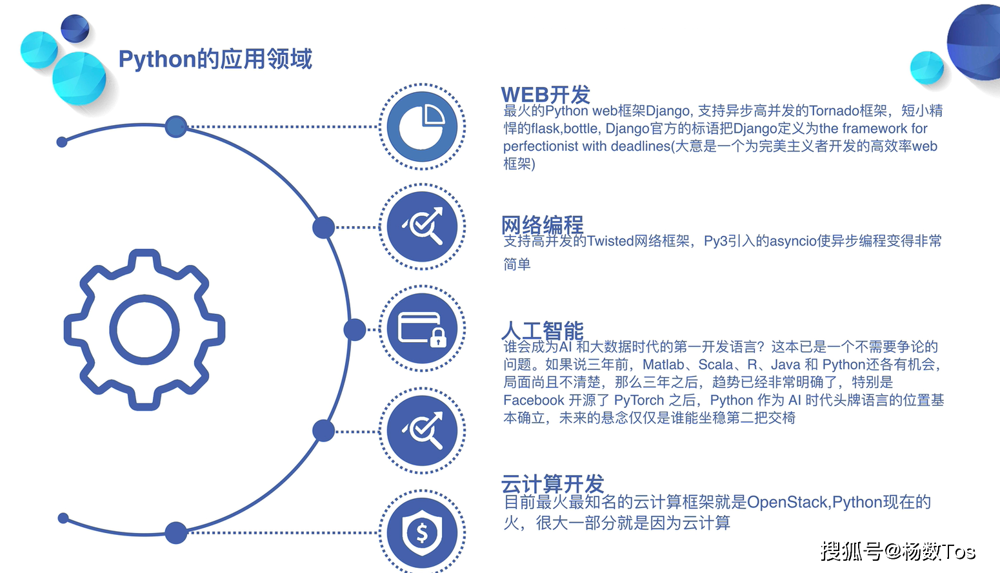 Python的应用领域
WEB开发
最火的Python web框架Django, 支持异步高并发的Tornado框架，短小精
悍的flask,bottle, Django官方的标语把Django定义为the framework for
perfectionist with deadlines(大意是一个为完美主义者开发的高效率web
框架)
网络编程
支持高并发的Twisted网络框架，Py3引入的asyncio使异步编程变得非常
简单
人工智能
谁会成为AI 和大数据时代的第一开发语言？这本已是一个不需要争论的
问题。如果说三年前，Matlab、Scala、R、Java 和 Python还各有机会，
局面尚且不清楚，那么三年之后，趋势已经非常明确了，特别是
Facebook 开源了 PyTorch 之后，Python 作为 AI 时代头牌语言的位置基
本确立，未来的悬念仅仅是谁能坐稳第二把交椅
云计算开发
目前最火最知名的云计算框架就是OpenStack,Python现在的
火，很大一部分就是因为云计算
$
搜狐号@杨数Tos